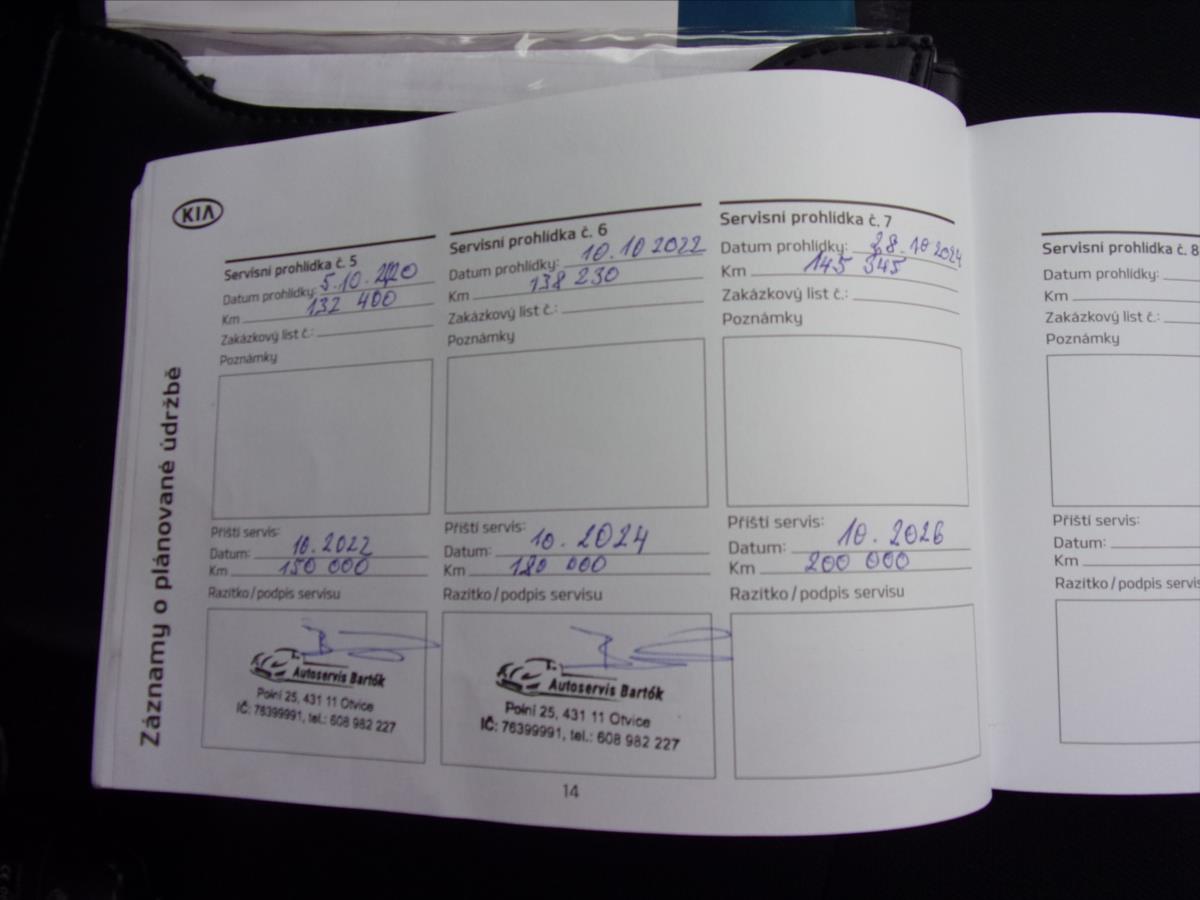 KIA
Záznamy o plánované údržbě
Servisní prohlídka č. 5
Datum prohlídky: 5.10.2020
Km 132 400
Zakázkový list č.:
Poznámky
Příští servis:
Datum: 10.2022
Km 150 000
Razítko/podpis servisu
Autoservis Bartók
Polní 25, 431 11 Otvice
IČ: 76399991, tel.: 608 982 227
Servisní prohlídka č. 6
Datum prohlídky: 10.10 2022
Km 138 230
Zakázkový list č.:
Poznámky
Příští servis:
Datum: 10.2024
Km 180 000
Razítko/podpis servisu
Autoservis Bartók
Polní 25, 431 11 Otvice
IČ: 76399991, tel.: 608 982 227
Servisní prohlídka č. 7
Datum prohlídky: 28.10 2024
Km 145 345
Zakázkový list č.:
Poznámky
Příští servis:
Datum: 10.2026
Km 200 000
Razítko/podpis servisu
14
Servisní prohlídka č. 8
Datum prohlídky:
Km
Zakázkový list č.:
Poznámky
Příští servis:
Datum:
Km
Razítko/podpis servis